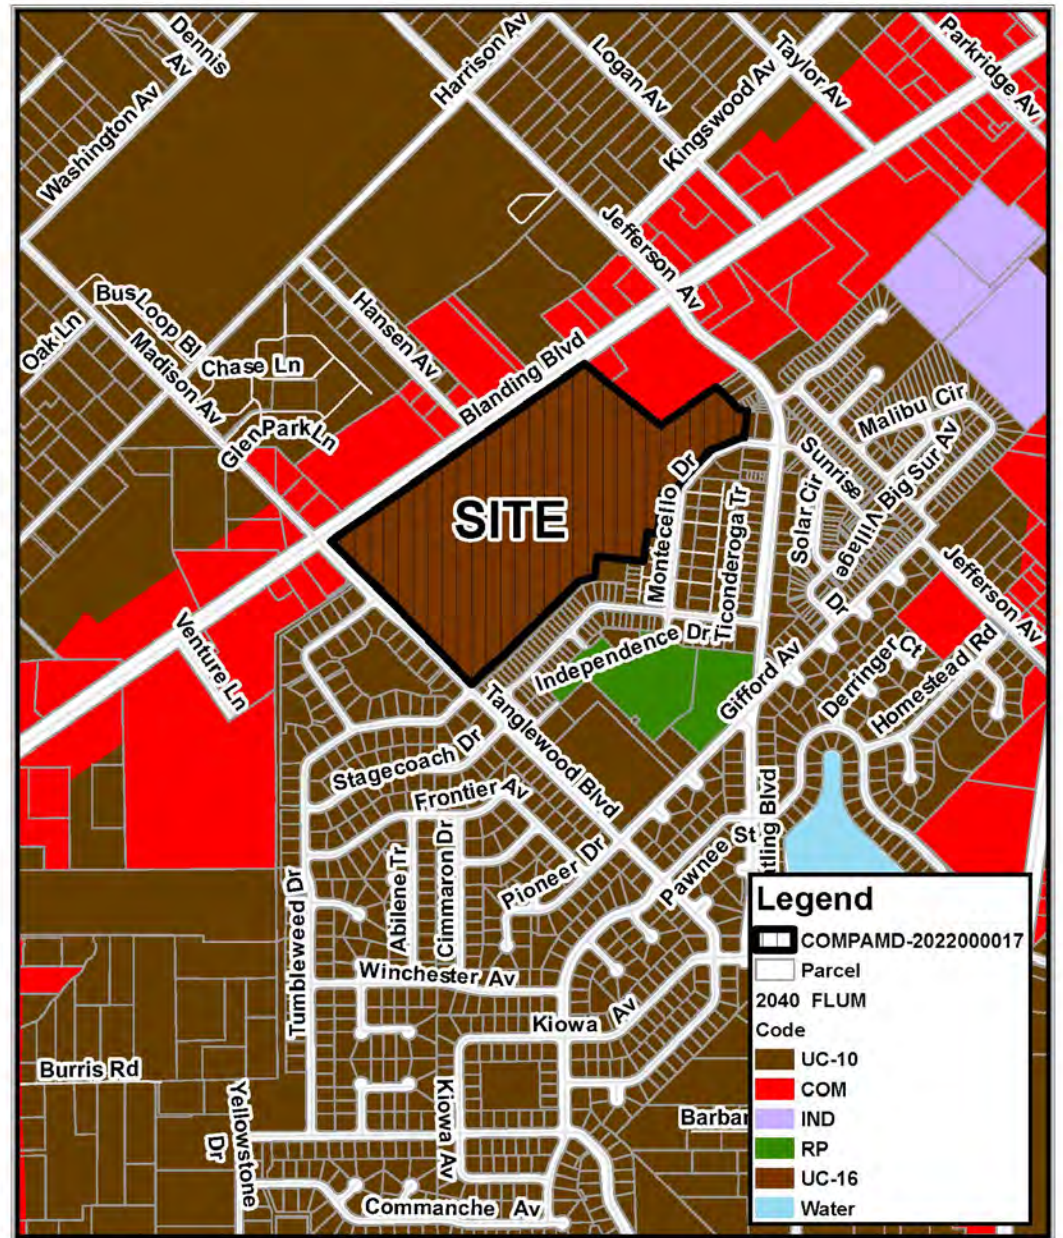 Dennis
Av
Harrison Av
Logan Av
Taylor Av
Parkridge Av
Washington Av
Kingswood Av
Jefferson Av
Bus Loop Bl
Oak Ln
Madison Av
Hansen Av
Chase Ln
Glen Park Ln
Blanding Blvd
Malibu Cir
Big Sur Av
Sunrise
Village
Dr
Solar Cir
SITE
Montecello Dr
Ticonderoga Tr
Jefferson Av
Venture Ln
Independence Dr
Gifford Av
Derringer Ct
Homestead Rd
Tanglewood Blvd
Stagecoach Dr
Frontier Av
Abilene Tr
Cimmaron Dr
Pioneer Dr
Pawnee St
atling Blvd
Tumbleweed Dr
Winchester Av
Kiowa Av
Burris Rd
Yellowstone
Dr
Kiowa Av
Barbar
Commanche Av
Legend
COMPAMD-2022000017
Parcel
2040 FLUM
Code
UC-10
COM
IND
RP
UC-16
Water